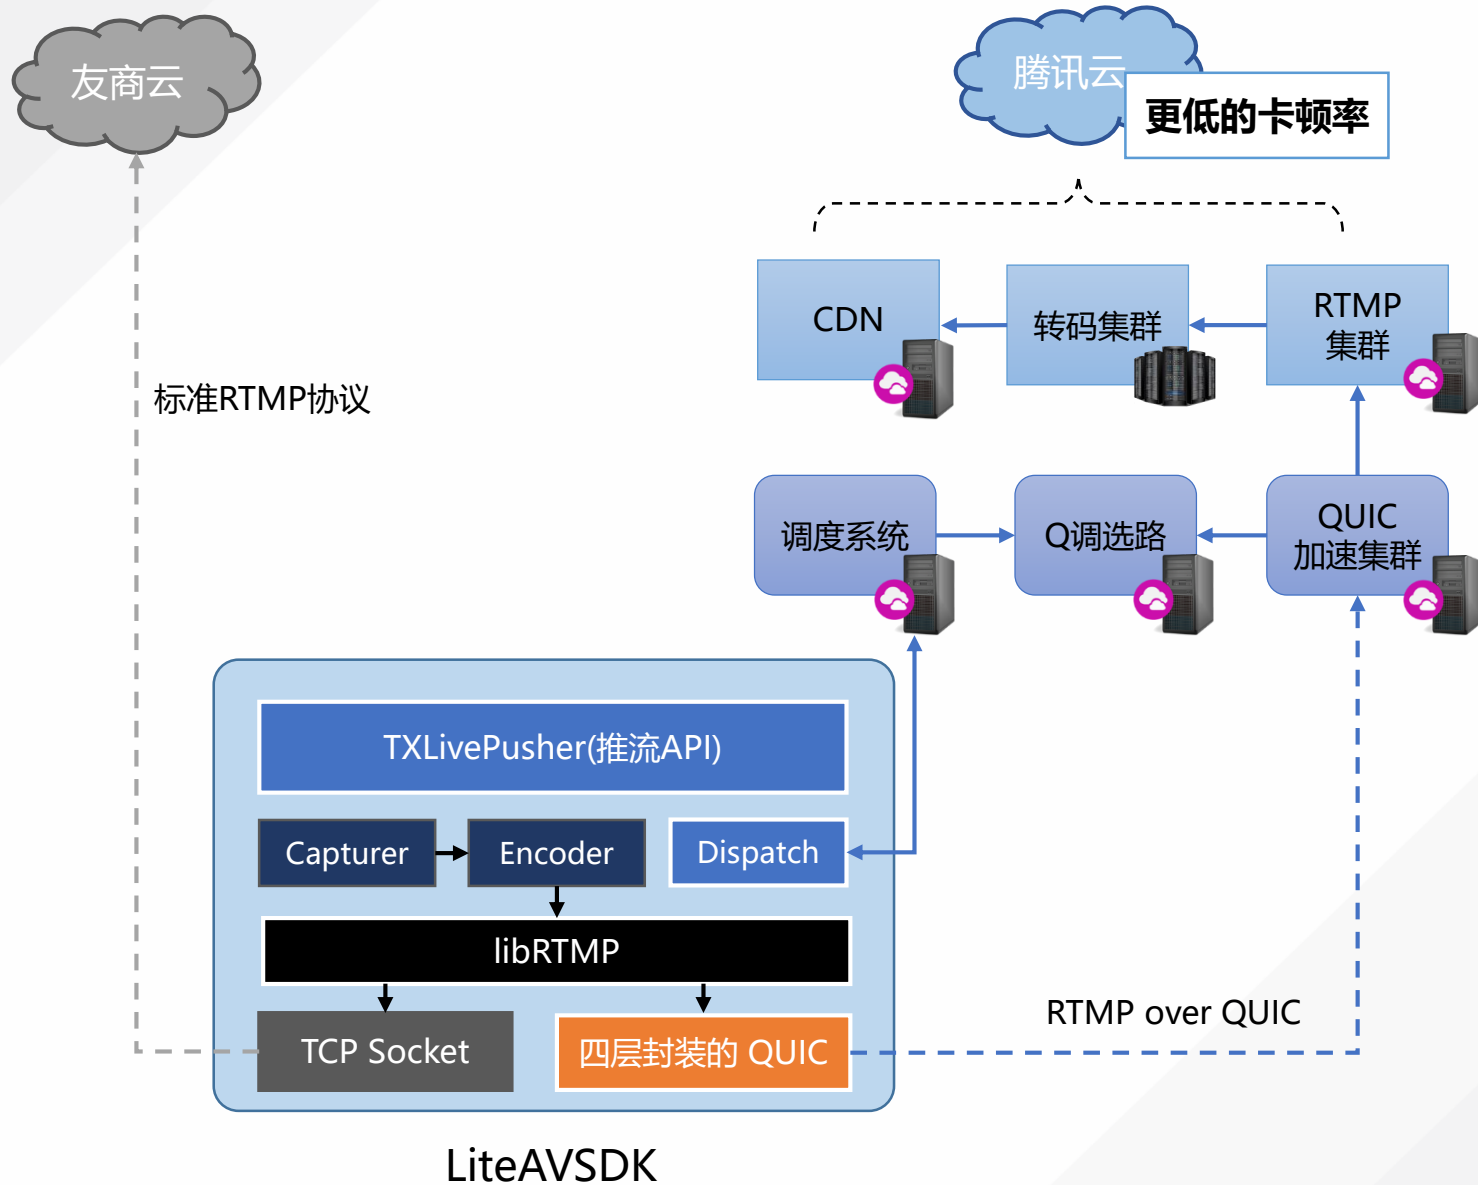 友商云
腾讯云
更低的卡顿率
CDN
转码集群
RTMP
集群
标准RTMP协议
调度系统
Q调选路
QUIC
加速集群
TXLivePusher(推流API)
Capturer
Encoder
Dispatch
libRTMP
TCP Socket
四层封装的 QUIC
RTMP over QUIC
LiteAVSDK